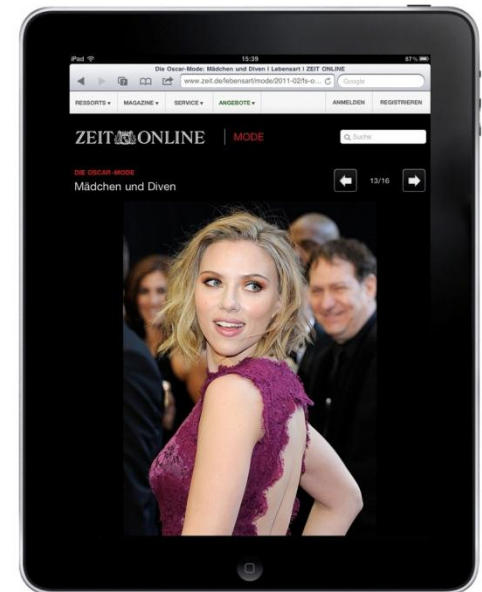 iPad 15:39 87%
Die Oscar-Mode: Mädchen und Diven | Lebensart | ZEIT ONLINE
www.zeit.de/lebensart/mode/2011-02/fs-o... Google
RESSORTS MAGAZINE SERVICE ANGEBOTE ANMELDEN REGISTRIEREN
ZEIT ONLINE MODE Suche
DIE OSCAR-MODE
Mädchen und Diven 13/16